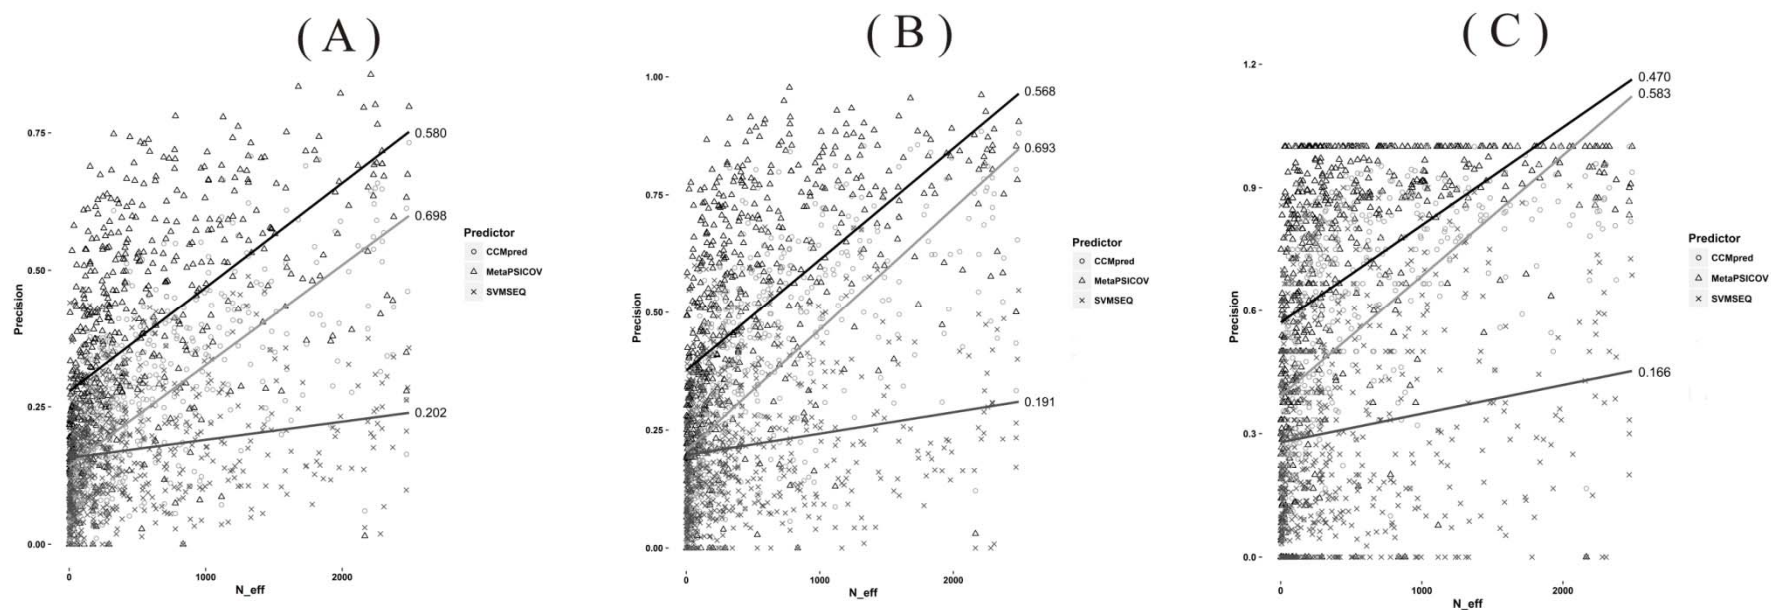 ( A )
0.75
0.50
0.25
0.00
Precision
0
1000
2000
N_eff
0.580
0.698
0.202
Predictor
CCMpred
MetaPSICOV
SVMSEQ
( B )
1.00
0.75
0.50
0.25
0.00
Precision
0
1000
2000
N_eff
0.568
0.693
0.191
Predictor
CCMpred
MetaPSICOV
SVMSEQ
( C )
1.2
0.9
0.6
0.3
0.0
Precision
0
1000
2000
N_eff
0.470
0.583
0.166
Predictor
CCMpred
MetaPSICOV
SVMSEQ